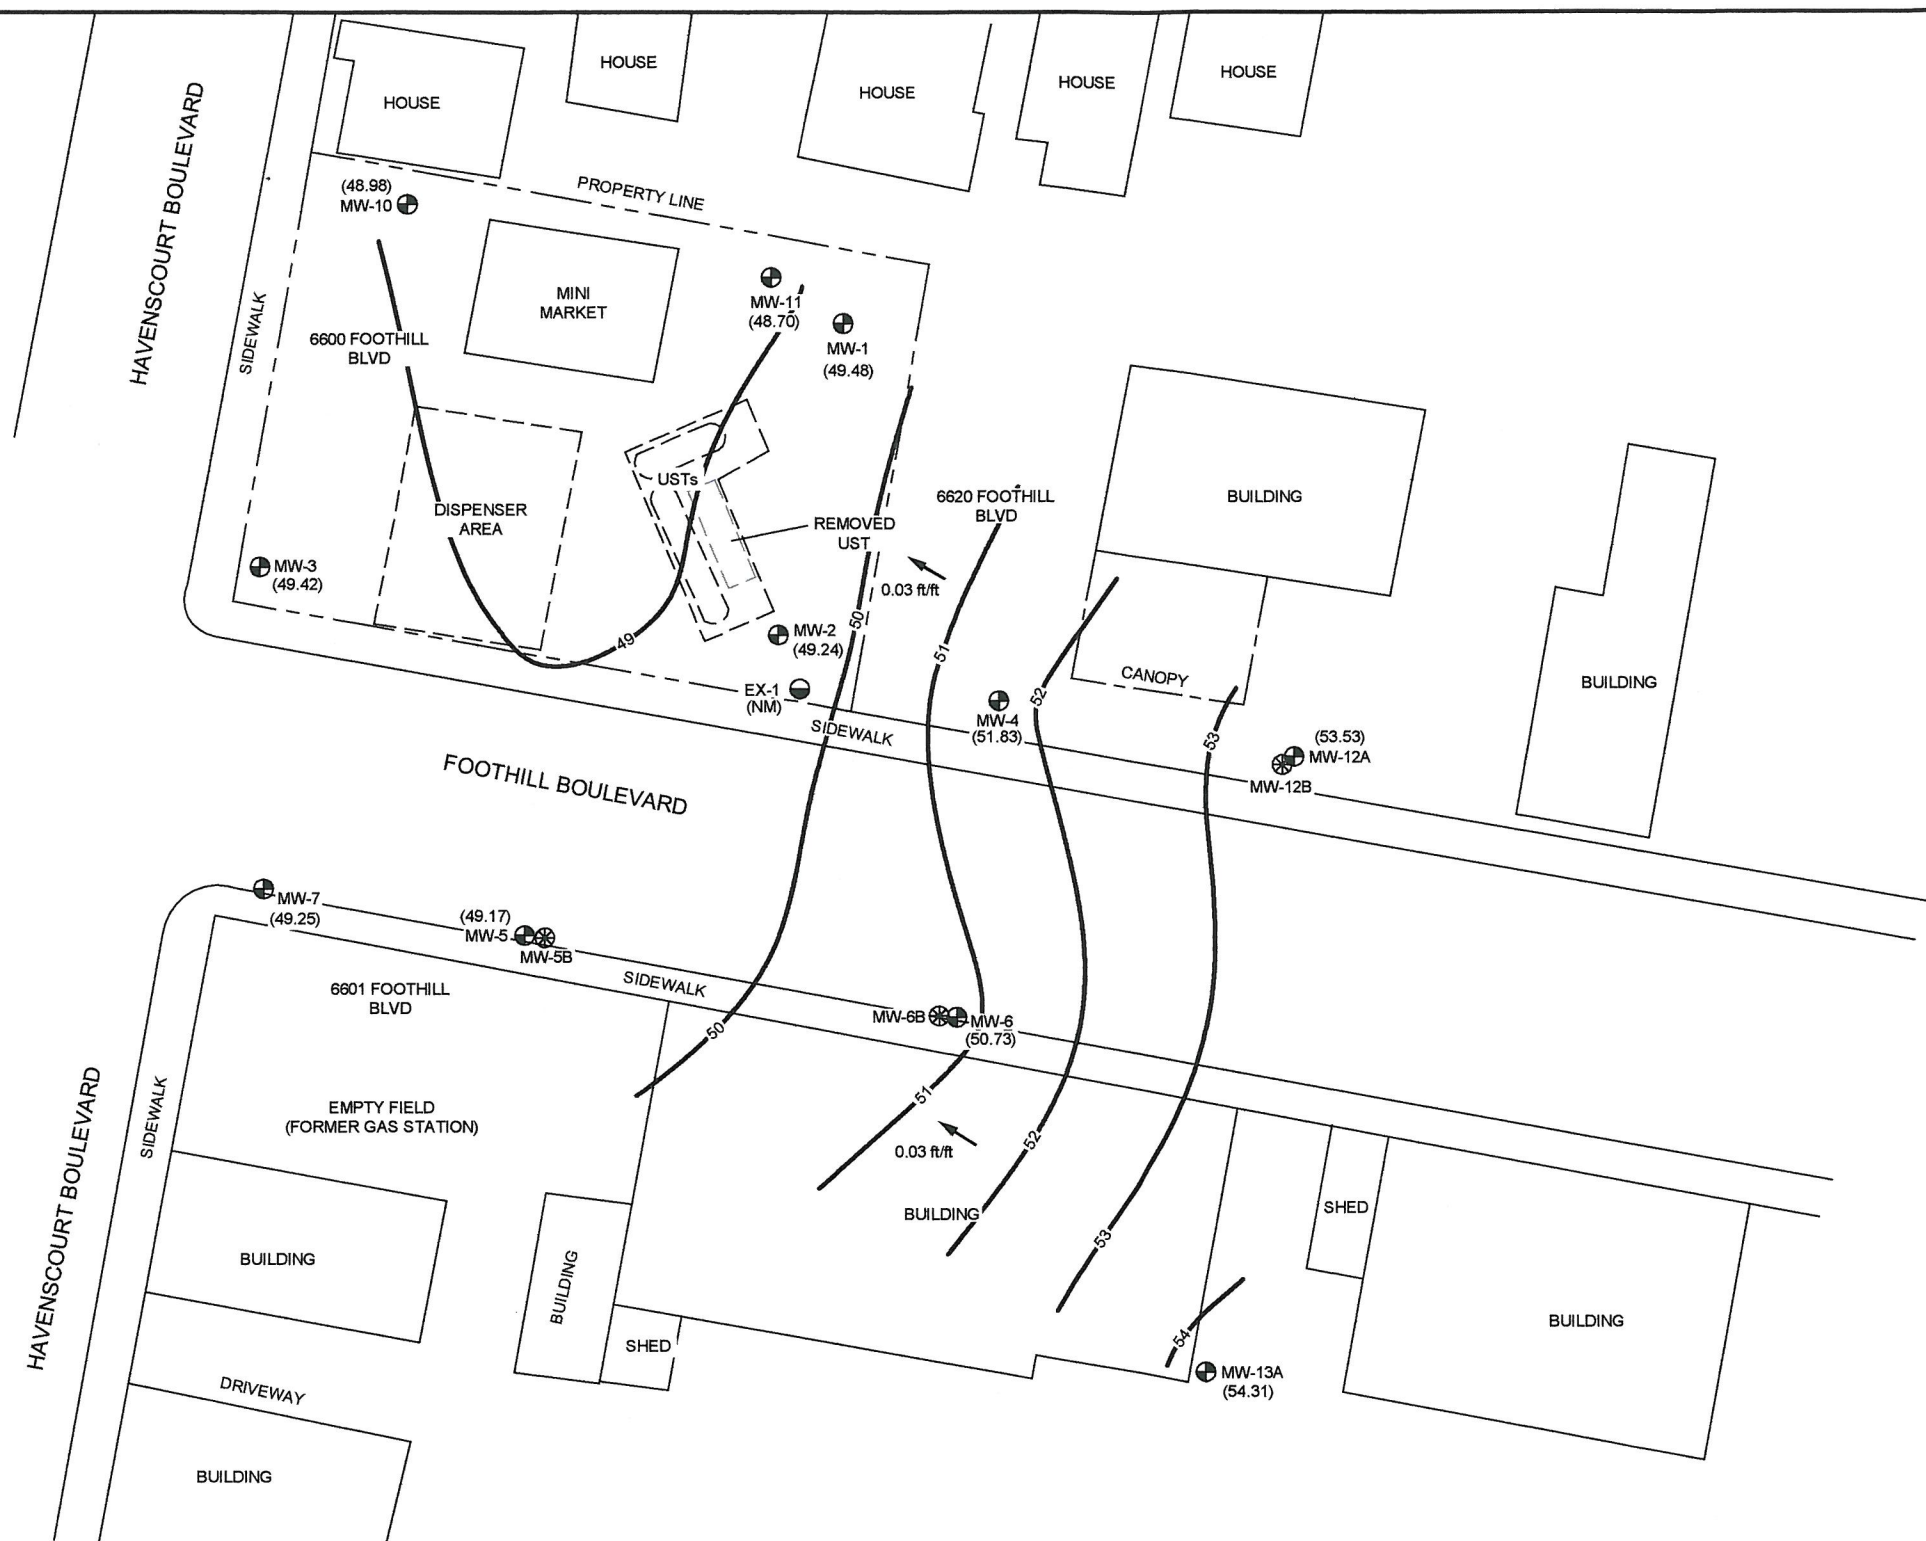 HOUSE
HOUSE
HOUSE
HOUSE
HOUSE
HAVENSCOURT BOULEVARD
SIDEWALK
PROPERTY LINE
(48.98)
MW-10
MINI
MARKET
MW-11
(48.70)
MW-1
(49.48)
6600 FOOTHILL
BLVD
USTs
DISPENSER
AREA
REMOVED
UST
6620 FOOTHILL
BLVD
BUILDING
MW-3
(49.42)
0.03 ft/ft
50
49
MW-2
(49.24)
51
EX-1
(NM)
SIDEWALK
52
CANOPY
BUILDING
MW-4
(51.83)
53
(53.53)
MW-12A
MW-12B
FOOTHILL BOULEVARD
MW-7
(49.25)
(49.17)
MW-5
MW-5B
SIDEWALK
6601 FOOTHILL
BLVD
MW-6B
MW-6
(50.73)
50
51
EMPTY FIELD
(FORMER GAS STATION)
HAVENSCOURT BOULEVARD
SIDEWALK
0.03 ft/ft
52
BUILDING
SHED
53
BUILDING
BUILDING
SHED
54
BUILDING
MW-13A
(54.31)
DRIVEWAY
BUILDING